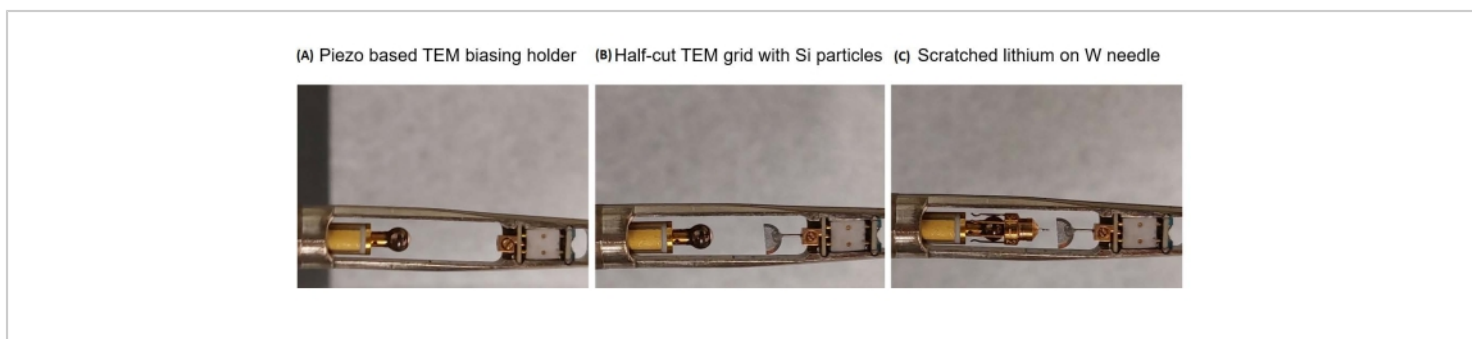 (A) Piezo based TEM biasing holder
(B) Half-cut TEM grid with Si particles
(C) Scratched lithium on W needle